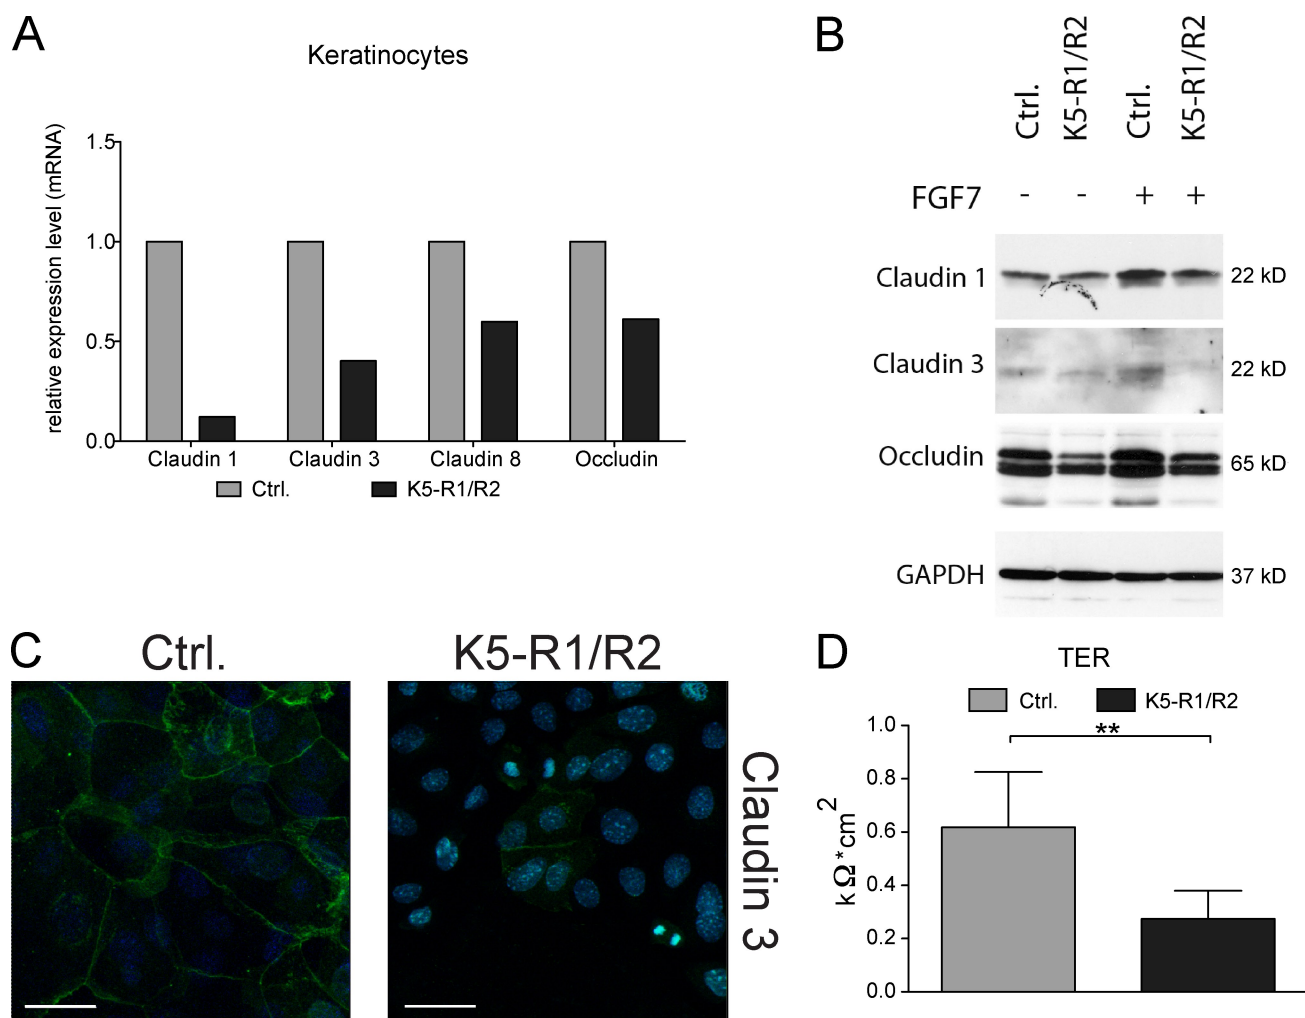 A
Keratinocytes
relative expression level (mRNA)
1.5
1.0
0.5
0.0
Claudin 1 Claudin 3 Claudin 8 Occludin
Ctrl. K5-R1/R2
B
Ctrl. K5-R1/R2 Ctrl. K5-R1/R2
FGF7 - - + +
Claudin 1 22 kD
Claudin 3 22 kD
Occludin 65 kD
GAPDH 37 kD
C
Ctrl. K5-R1/R2
Claudin 3
D
TER
Ctrl. K5-R1/R2
**
kΩ*cm²
1.0
0.8
0.6
0.4
0.2
0.0